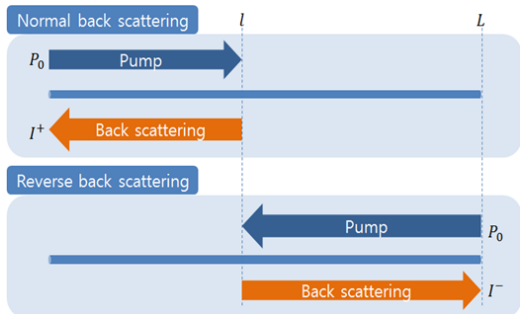 Normal back scattering
l
L
P₀
Pump
I⁺
Back scattering
Reverse back scattering
Pump
P₀
Back scattering
I⁻